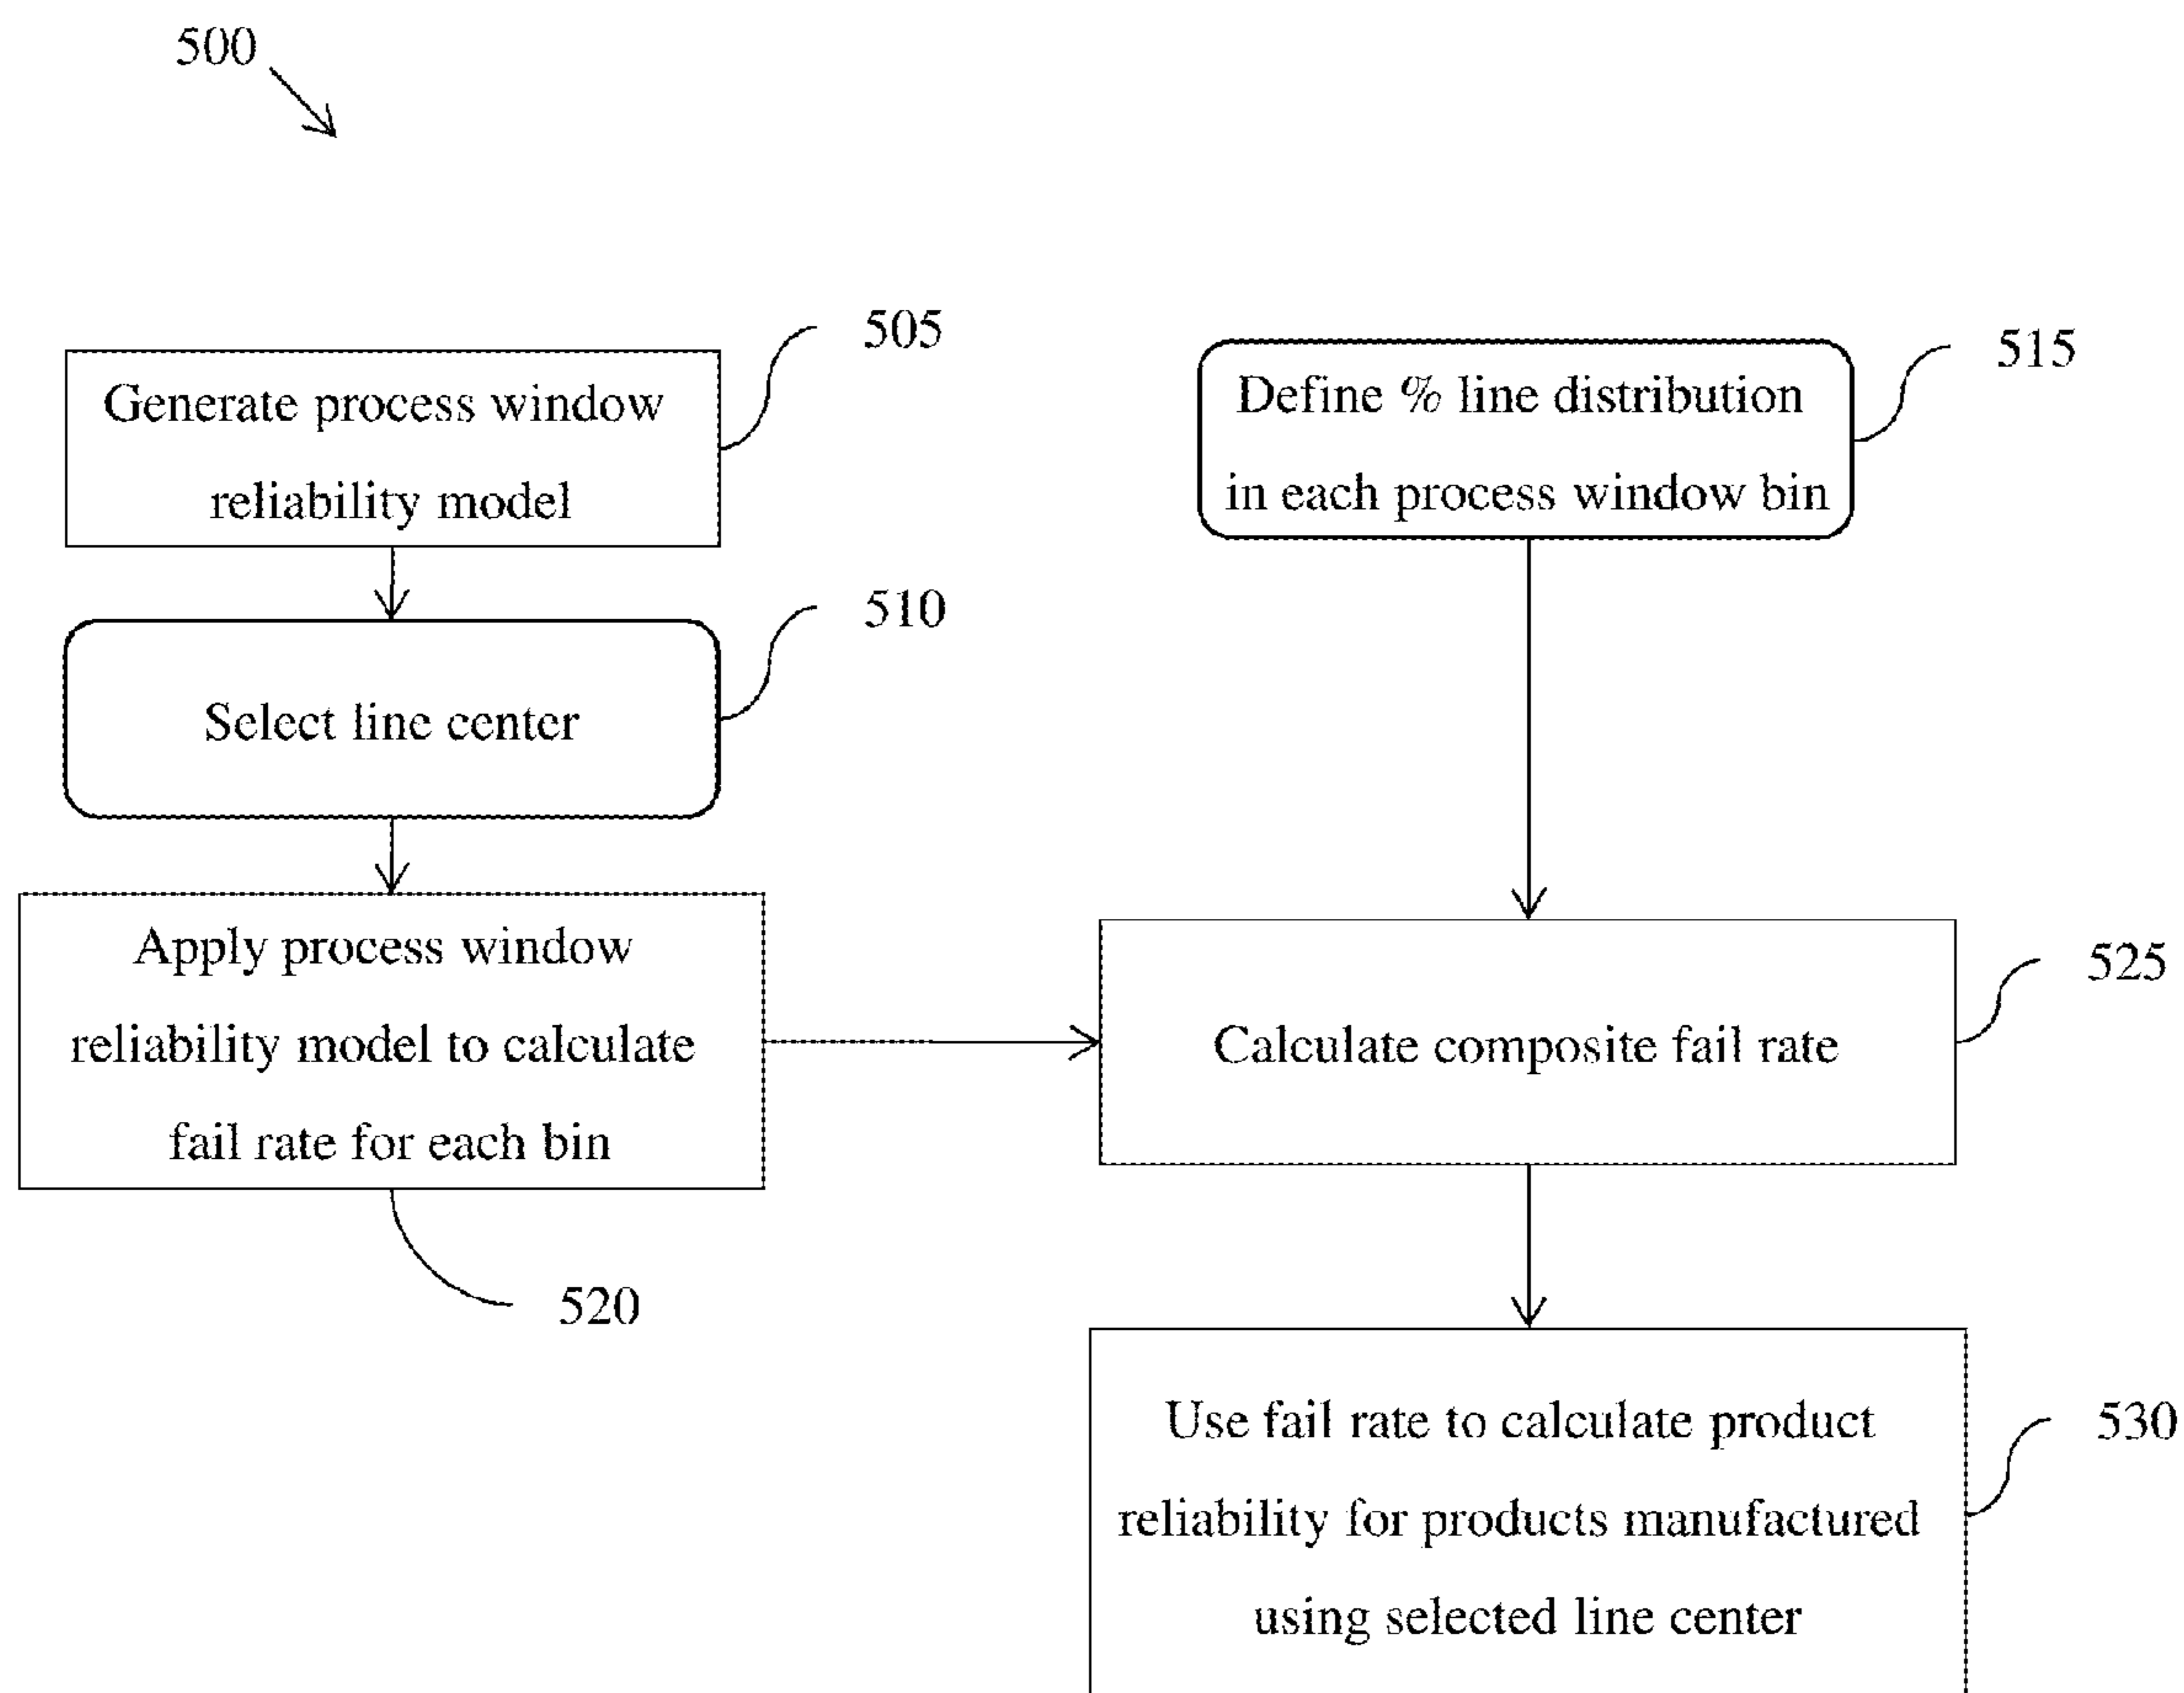 500
505
Generate process window
reliability model
515
Define % line distribution
in each process window bin
510
Select line center
Apply process window
reliability model to calculate
fail rate for each bin
520
525
Calculate composite fail rate
530
Use fail rate to calculate product
reliability for products manufactured
using selected line center